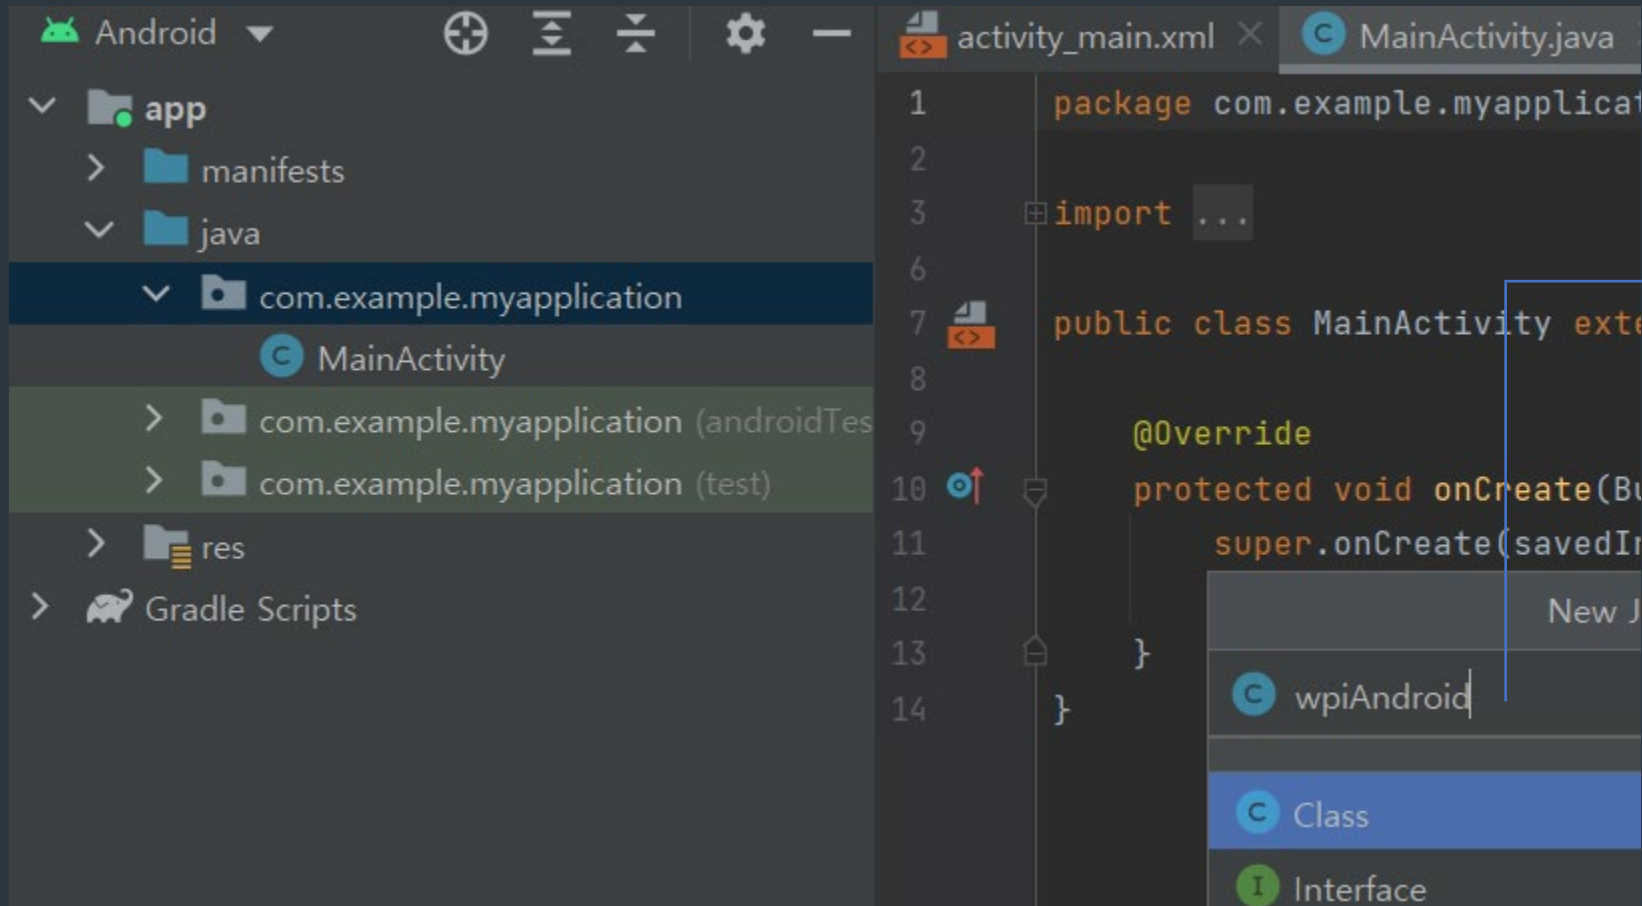 Android
app
manifests
java
com.example.myapplication
MainActivity
com.example.myapplication (androidTes
com.example.myapplication (test)
res
Gradle Scripts
activity_main.xml
MainActivity.java
1 package com.example.myapplicat
2
3 import ...
6
7 public class MainActivity exte
8
9 @Override
10 protected void onCreate(Bu
11 super.onCreate(savedIn
12
13 }
14 }
New J
C wpiAndroid
C Class
I Interface